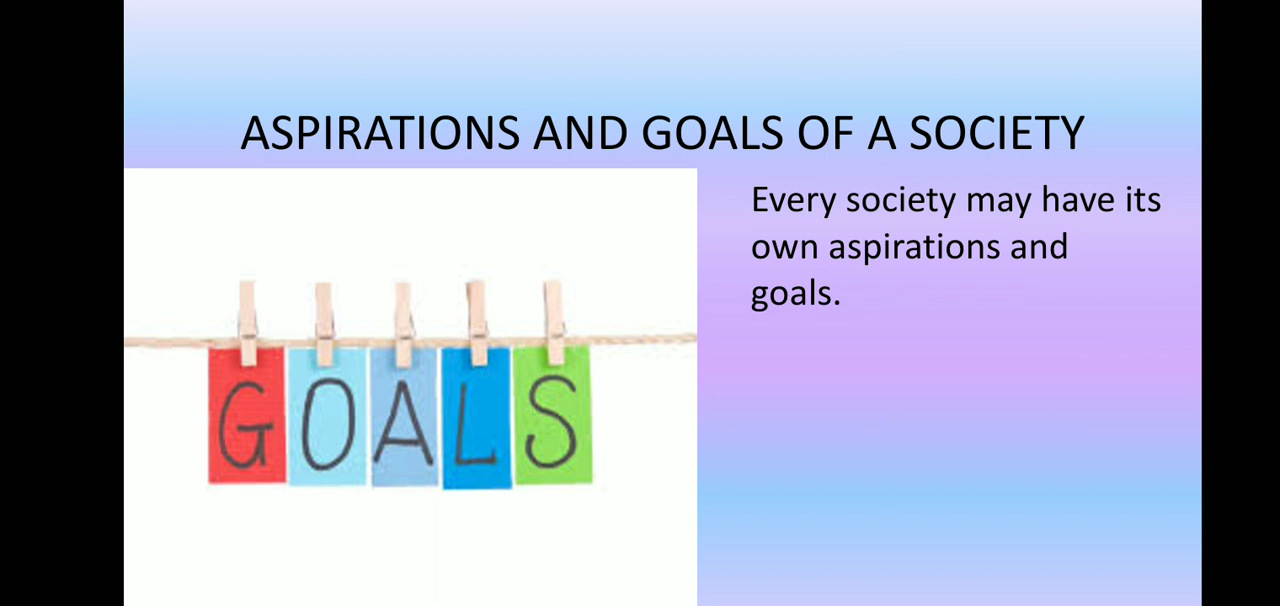 ASPIRATIONS AND GOALS OF A SOCIETY
Every society may have its
own aspirations and
goals.
GOALS